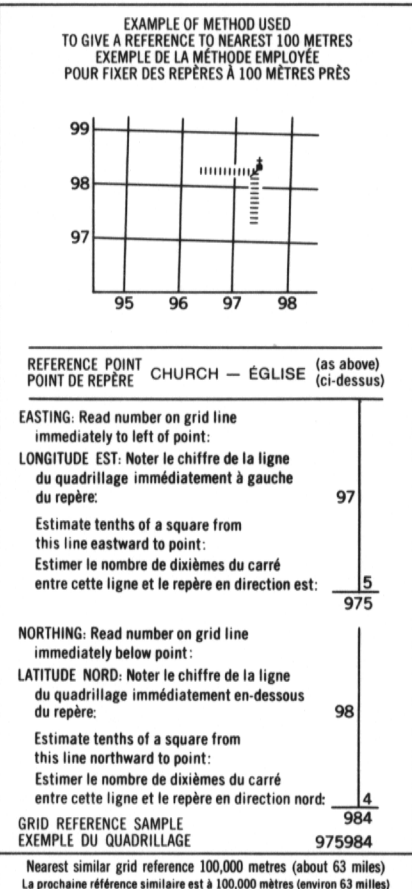 EXAMPLE OF METHOD USED
TO GIVE A REFERENCE TO NEAREST 100 METRES
EXEMPLE DE LA MÉTHODE EMPLOYÉE
POUR FIXER DES REPÈRES À 100 MÈTRES PRÈS
99
98
97
95 96 97 98
REFERENCE POINT
POINT DE REPÈRE
CHURCH — ÉGLISE
(as above)
(ci-dessus)
EASTING: Read number on grid line
immediately to left of point:
LONGITUDE EST: Noter le chiffre de la ligne
du quadrillage immédiatement à gauche
du repère: 97
Estimate tenths of a square from
this line eastward to point:
Estimer le nombre de dixièmes du carré
entre cette ligne et le repère en direction est: 5
975
NORTHING: Read number on grid line
immediately below point:
LATITUDE NORD: Noter le chiffre de la ligne
du quadrillage immédiatement en-dessous
du repère: 98
Estimate tenths of a square from
this line northward to point:
Estimer le nombre de dixièmes du carré
entre cette ligne et le repère en direction nord: 4
984
GRID REFERENCE SAMPLE
EXEMPLE DU QUADRILLAGE 975984
Nearest similar grid reference 100,000 metres (about 63 miles)
La prochaine référence similaire est à 100,000 mètres (environ 63 milles)